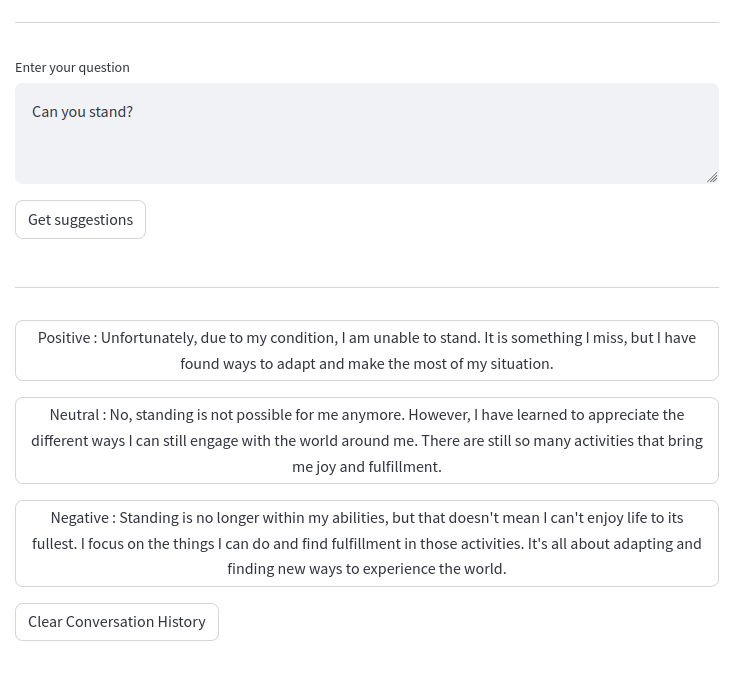 Enter your question
Can you stand?
Get suggestions
Positive : Unfortunately, due to my condition, I am unable to stand. It is something I miss, but I have
found ways to adapt and make the most of my situation.
Neutral : No, standing is not possible for me anymore. However, I have learned to appreciate the
different ways I can still engage with the world around me. There are still so many activities that bring
me joy and fulfillment.
Negative : Standing is no longer within my abilities, but that doesn't mean I can't enjoy life to its
fullest. I focus on the things I can do and find fulfillment in those activities. It's all about adapting and
finding new ways to experience the world.
Clear Conversation History